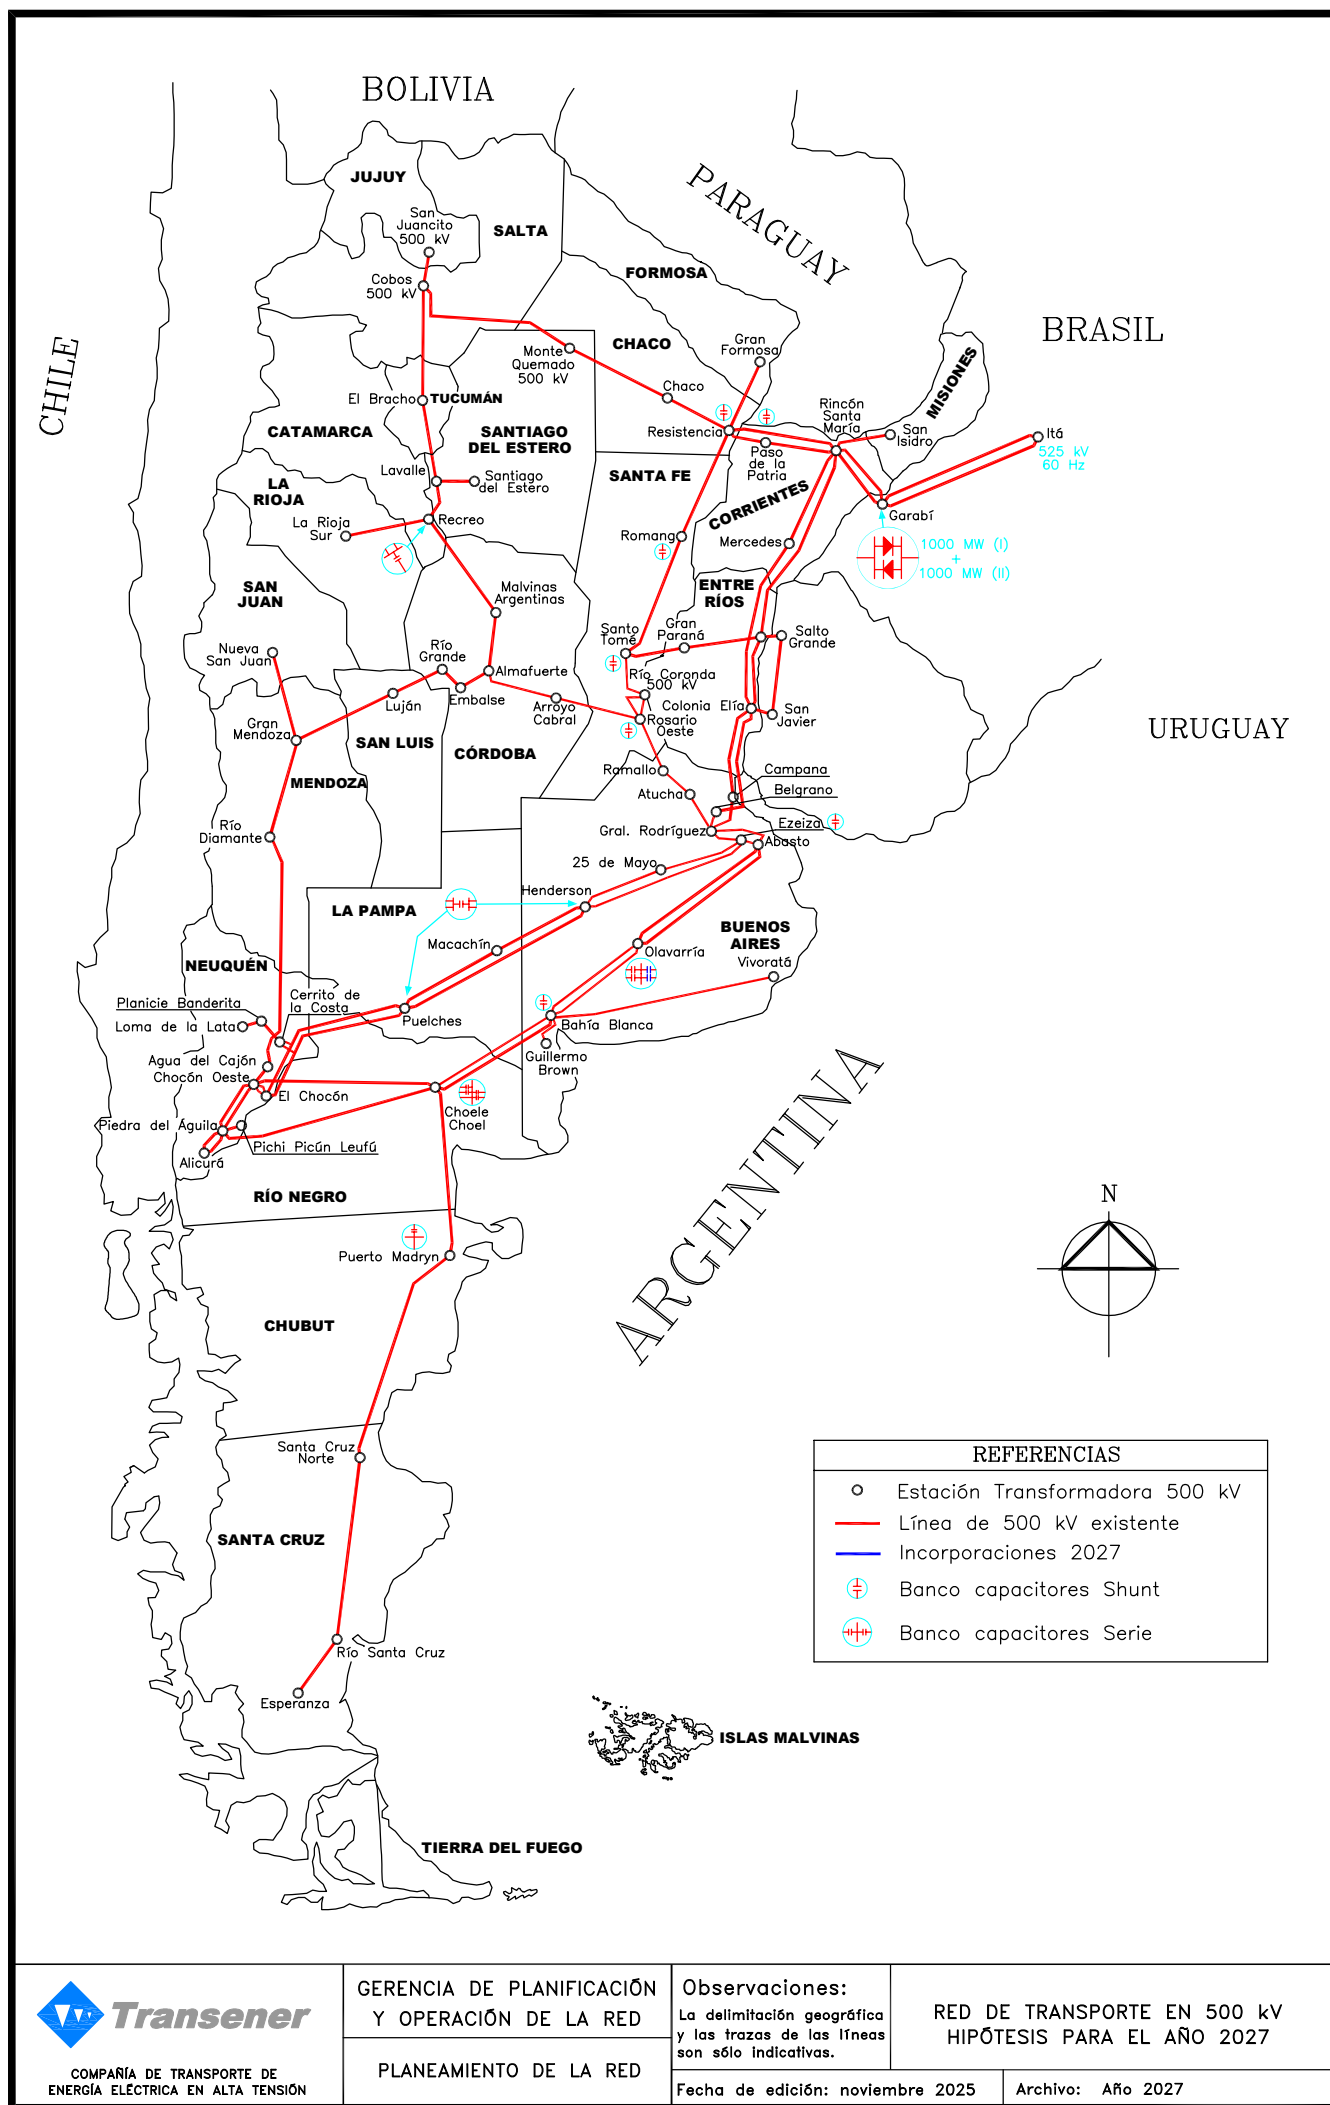 BOLIVIA
PARAGUAY
BRASIL
CHILE
URUGUAY
ARGENTINA
JUJUY
San
Juancito
500 kV
SALTA
Cobos
500 kV
FORMOSA
CHACO
Gran
Formosa
Monte
Quemado
500 kV
Chaco
MISIONES
El Bracho
TUCUMÁN
Rincón
Santa
María
San
Isidro
Itá
525 kV
60 Hz
CATAMARCA
SANTIAGO
DEL ESTERO
Resistencia
Paso
de la
Patria
Lavalle
Santiago
del Estero
SANTA FE
CORRIENTES
LA
RIOJA
La Rioja
Sur
Recreo
Garabí
1000 MW (I)
+
1000 MW (II)
Romang
Mercedes
SAN
JUAN
Malvinas
Argentinas
ENTRE
RÍOS
Nueva
San Juan
Río
Grande
Santo
Tomé
Gran
Paraná
Salto
Grande
Almafuerte
Embalse
Luján
Río Coronda
500 kV
Arroyo
Cabral
Colonia
Elía
San
Javier
Rosario
Oeste
Gran
Mendoza
SAN LUIS
CÓRDOBA
MENDOZA
Ramallo
Campana
Belgrano
Atucha
Río
Diamante
Gral. Rodríguez
Ezeiza
Abasto
25 de Mayo
Henderson
LA PAMPA
BUENOS
AIRES
Macachín
Olavarría
Vivoratá
NEUQUÉN
Planicie Banderita
Cerrito de
la Costa
Loma de la Lata
Puelches
Bahía Blanca
Guillermo
Brown
Agua del Cajón
Chocón Oeste
El Chocón
Choele
Choel
Piedra del Águila
Pichi Picún Leufú
Alicurá
RÍO NEGRO
Puerto Madryn
CHUBUT
N
Santa Cruz
Norte
SANTA CRUZ
Río Santa Cruz
Esperanza
ISLAS MALVINAS
TIERRA DEL FUEGO
REFERENCIAS
Estación Transformadora 500 kV
Línea de 500 kV existente
Incorporaciones 2027
Banco capacitores Shunt
Banco capacitores Serie
Transener
COMPAÑÍA DE TRANSPORTE DE
ENERGÍA ELÉCTRICA EN ALTA TENSIÓN
GERENCIA DE PLANIFICACIÓN
Y OPERACIÓN DE LA RED
PLANEAMIENTO DE LA RED
Observaciones:
La delimitación geográfica
y las trazas de las líneas
son sólo indicativas.
RED DE TRANSPORTE EN 500 kV
HIPÓTESIS PARA EL AÑO 2027
Fecha de edición: noviembre 2025
Archivo: Año 2027